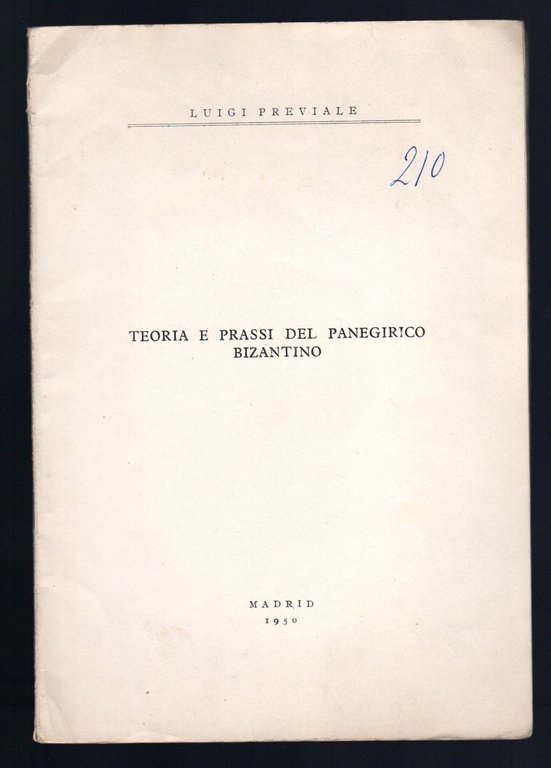 LUIGI PREVIALE
210
TEORIA E PRASSI DEL PANEGIRICO
BIZANTINO
MADRID
1950